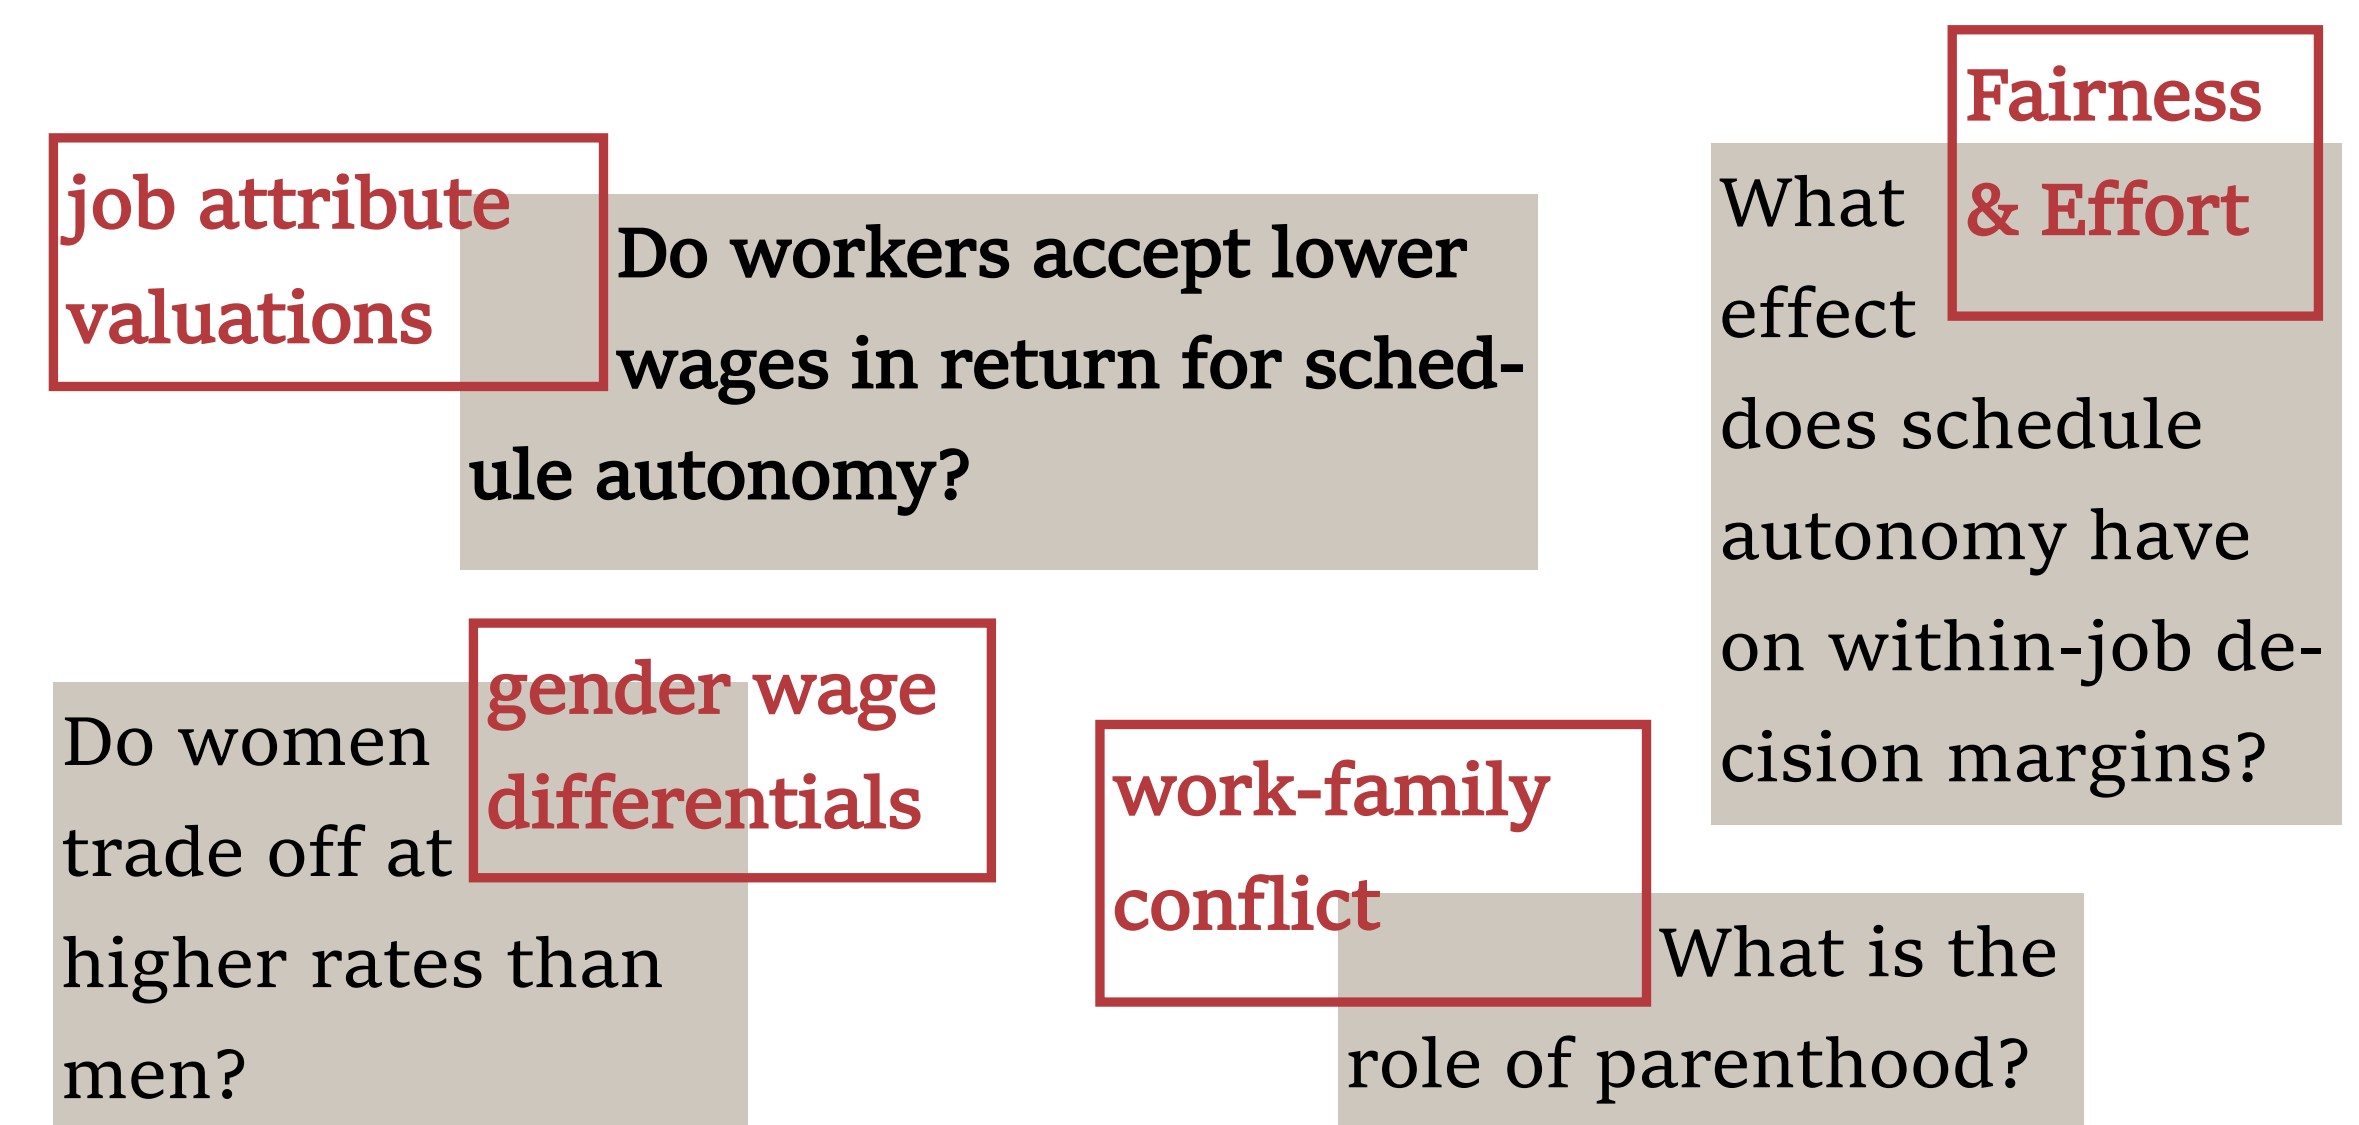 job attribute
valuations
Do workers accept lower
wages in return for sched-
ule autonomy?
Fairness
& Effort
What
effect
does schedule
autonomy have
on within-job de-
cision margins?
gender wage
differentials
Do women
trade off at
higher rates than
men?
work-family
conflict
What is the
role of parenthood?